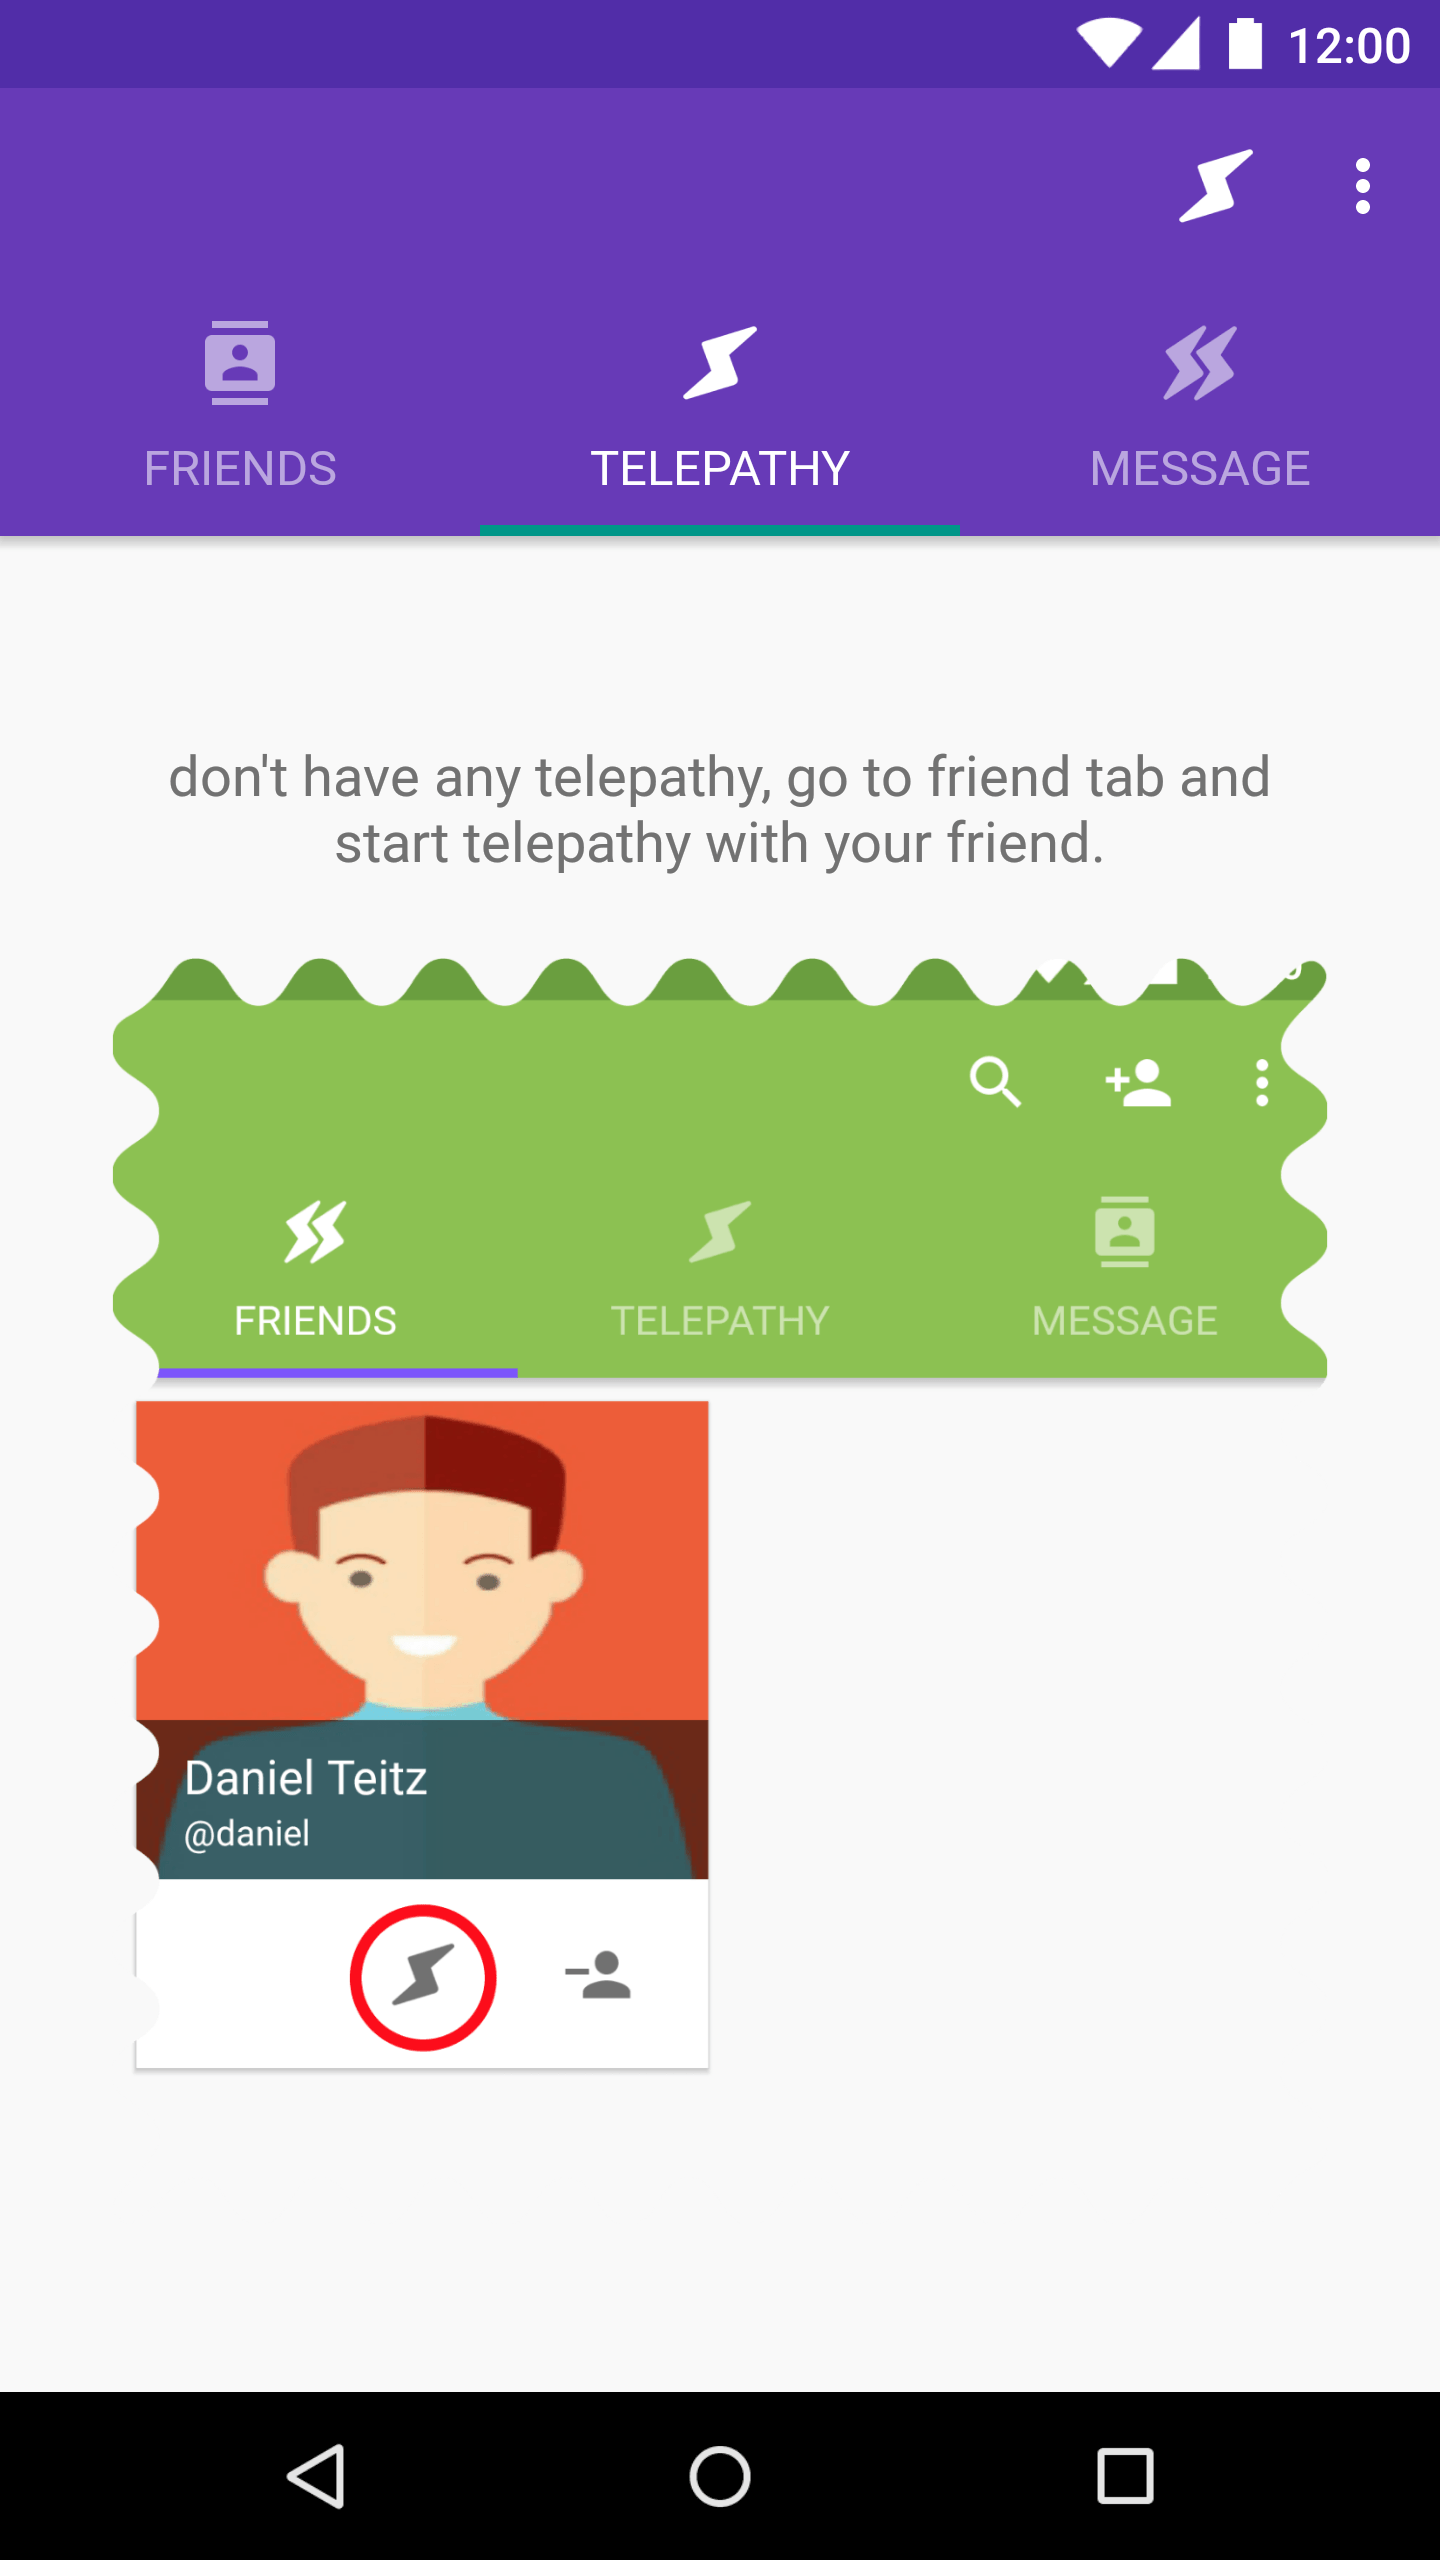 12:00
FRIENDS
TELEPATHY
MESSAGE
don't have any telepathy, go to friend tab and
start telepathy with your friend.
FRIENDS
TELEPATHY
MESSAGE
Daniel Teitz
@daniel